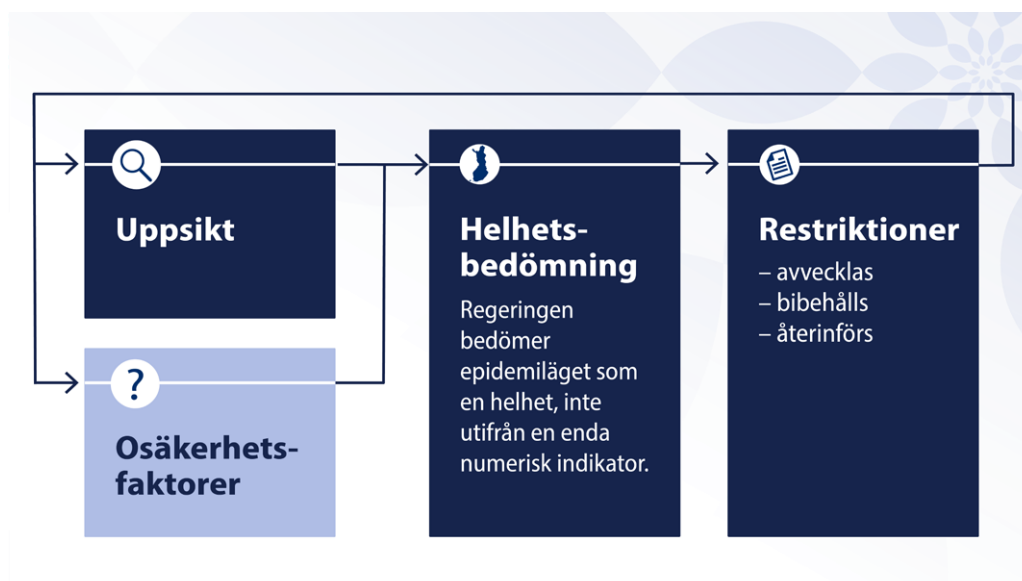 Uppsikt
?
Osäkerhets-
faktorer
Helhets-
bedömning
Regeringen
bedömer
epidemiläget som
en helhet, inte
utifrån en enda
numerisk indikator.
Restriktioner
– avvecklas
– bibehålls
– återinförs